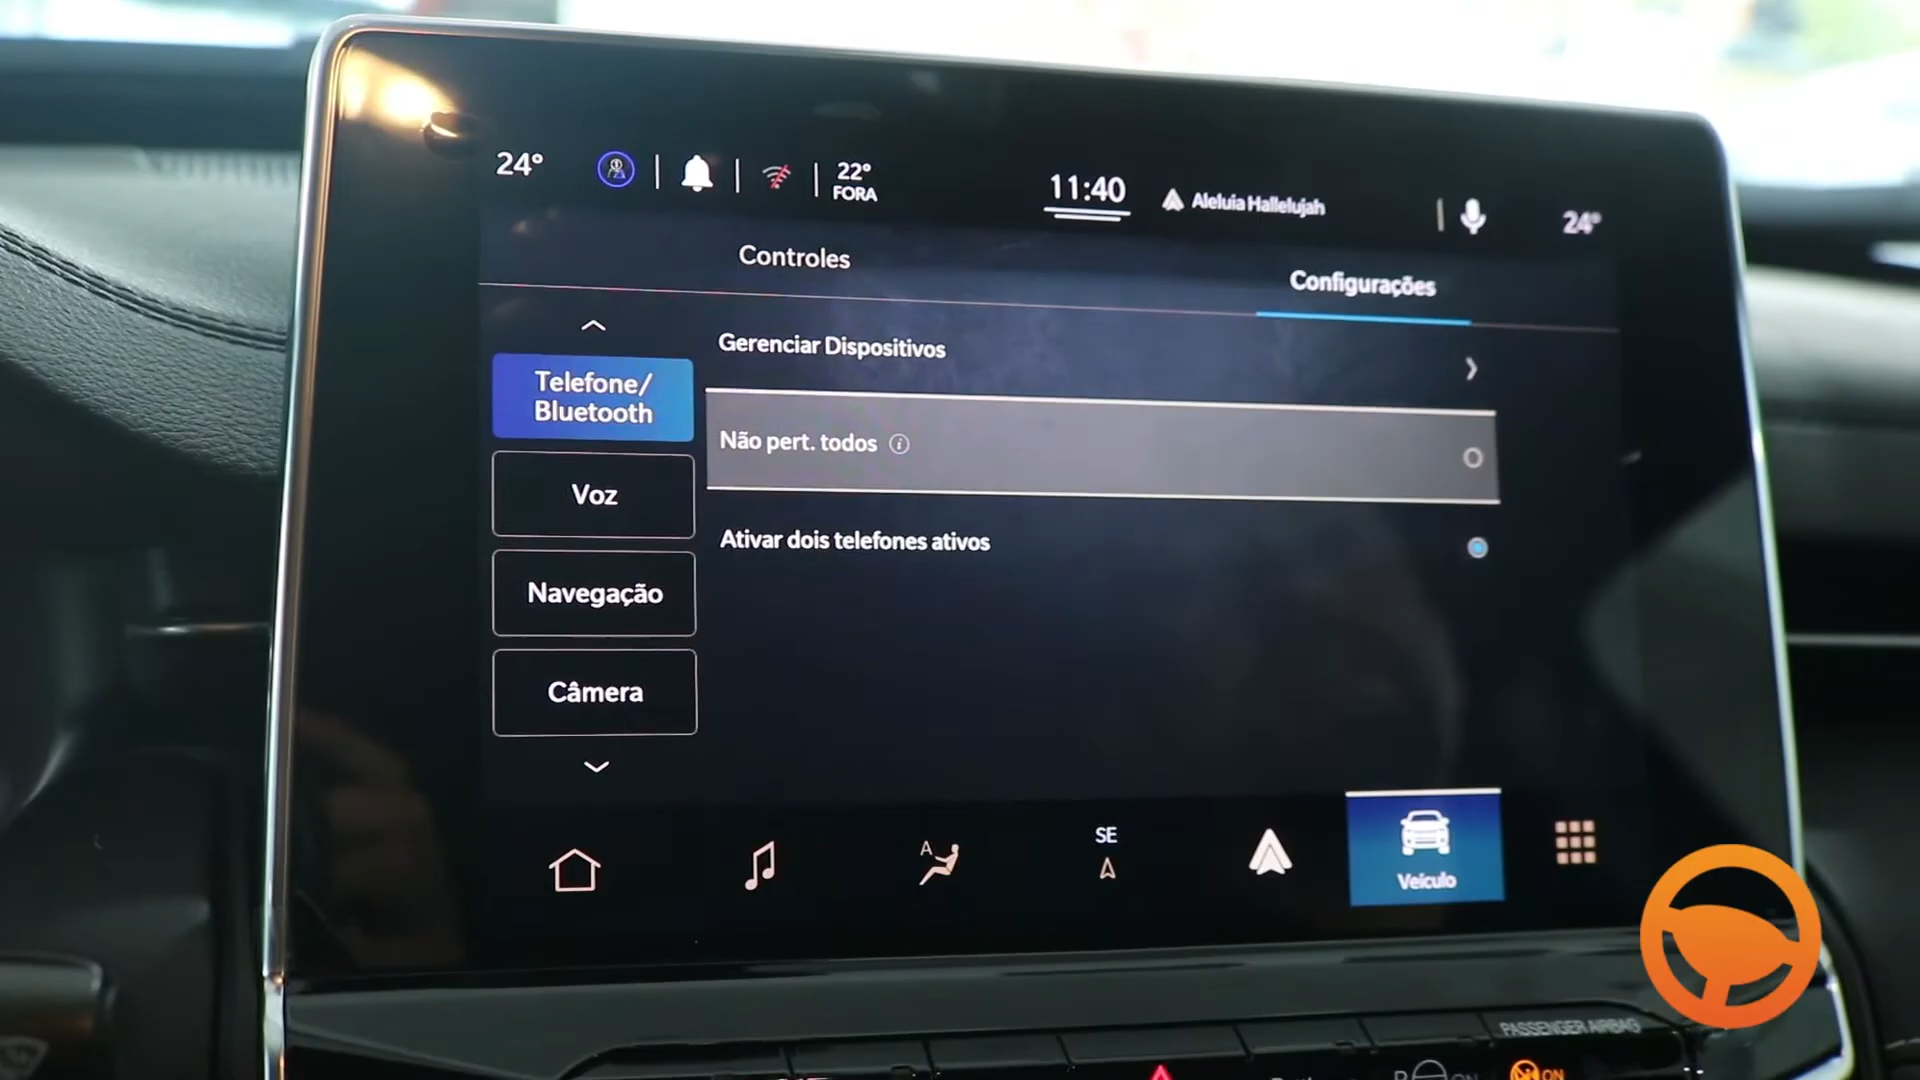 24°
22°
FORA
11:40
Aleluia Hallelujah
24°
Controles
Configurações
Telefone/
Bluetooth
Voz
Navegação
Câmera
Gerenciar Dispositivos
Não pert. todos
Ativar dois telefones ativos
A
SE
Veículo
PASSENGER AIRBAG
ON
ON